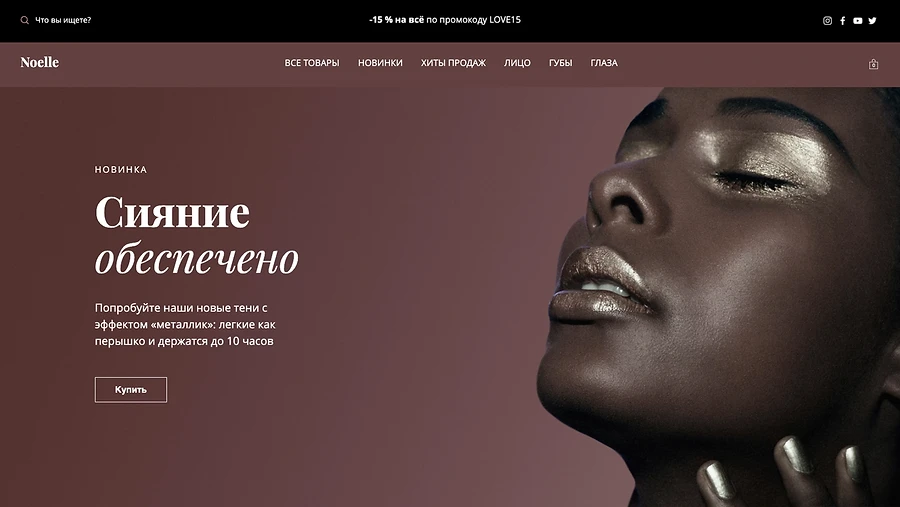 Что вы ищете?
-15 % на всё по промокоду LOVE15
Noelle
ВСЕ ТОВАРЫ НОВИНКИ ХИТЫ ПРОДАЖ ЛИЦО ГУБЫ ГЛАЗА
0
НОВИНКА
Сияние
обеспечено
Попробуйте наши новые тени с
эффектом «металлик»: легкие как
перышко и держатся до 10 часов
Купить